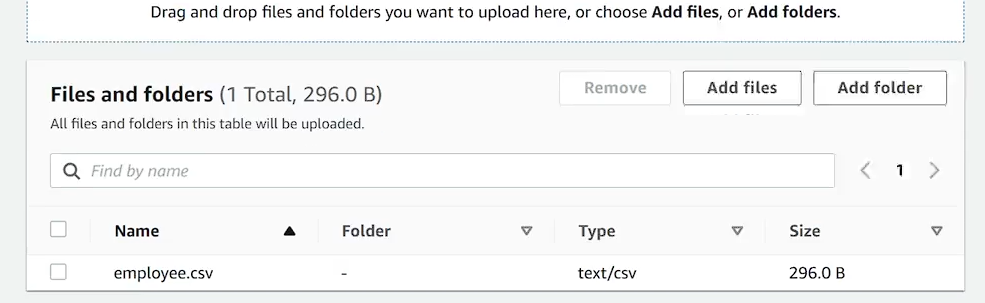 Drag and drop files and folders you want to upload here, or choose Add files, or Add folders.
Files and folders (1 Total, 296.0 B)
Remove
Add files
Add folder
All files and folders in this table will be uploaded.
Find by name
1
Name Folder Type Size
employee.csv - text/csv 296.0 B